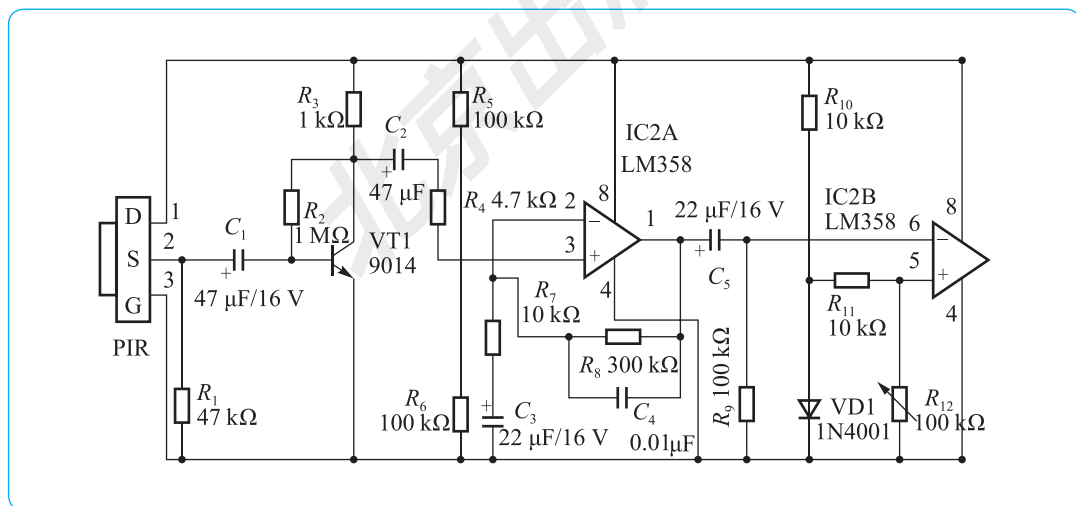 北京出
R3
1 kΩ
C2
47 μF
R5
100 kΩ
IC2A
LM358
R10
10 kΩ
D
S
G
1
2
3
PIR
C1
47 μF/16 V
R2
1 MΩ
VT1
9014
R4 4.7 kΩ
2
3
8
1
4
22 μF/16 V
C5
IC2B
LM358
6
5
8
4
R7
10 kΩ
R8 300 kΩ
R11
10 kΩ
R1
47 kΩ
R6
100 kΩ
C3
22 μF/16 V
C4
0.01μF
R9 100 kΩ
VD1
1N4001
R12
100 kΩ